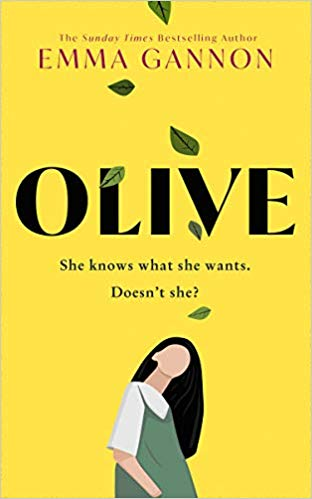 The Sunday Times Bestselling Author
EMMA GANNON
OLIVE
She knows what she wants.
Doesn't she?